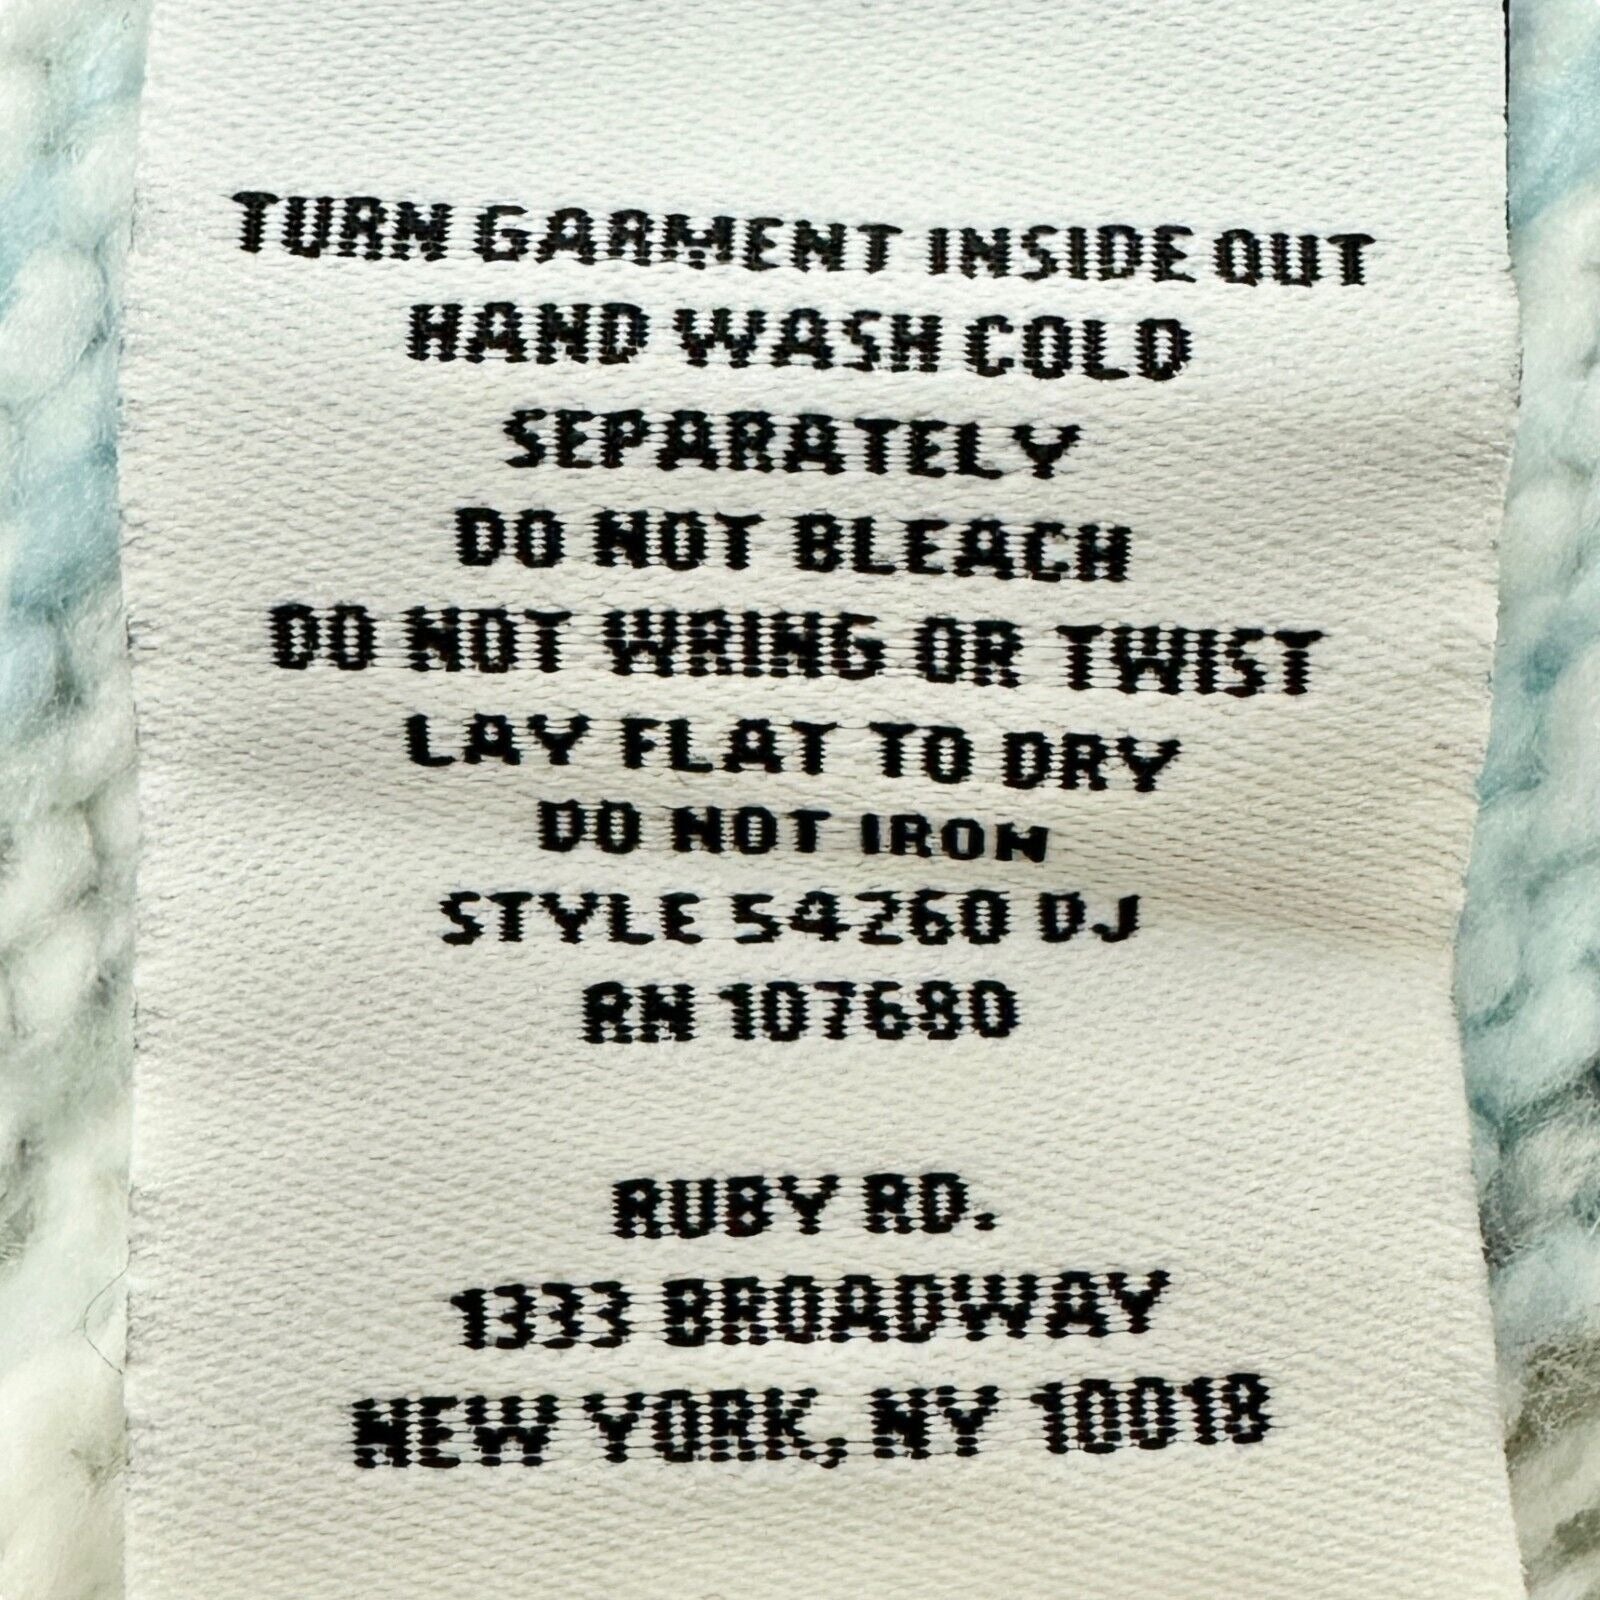 TURN GARMENT INSIDE OUT
HAND WASH COLD
SEPARATELY
DO NOT BLEACH
DO NOT WRING OR TWIST
LAY FLAT TO DRY
DO NOT IRON
STYLE 54260 DJ
RN 107680
RUBY RD.
1333 BROADWAY
NEW YORK, NY 10018